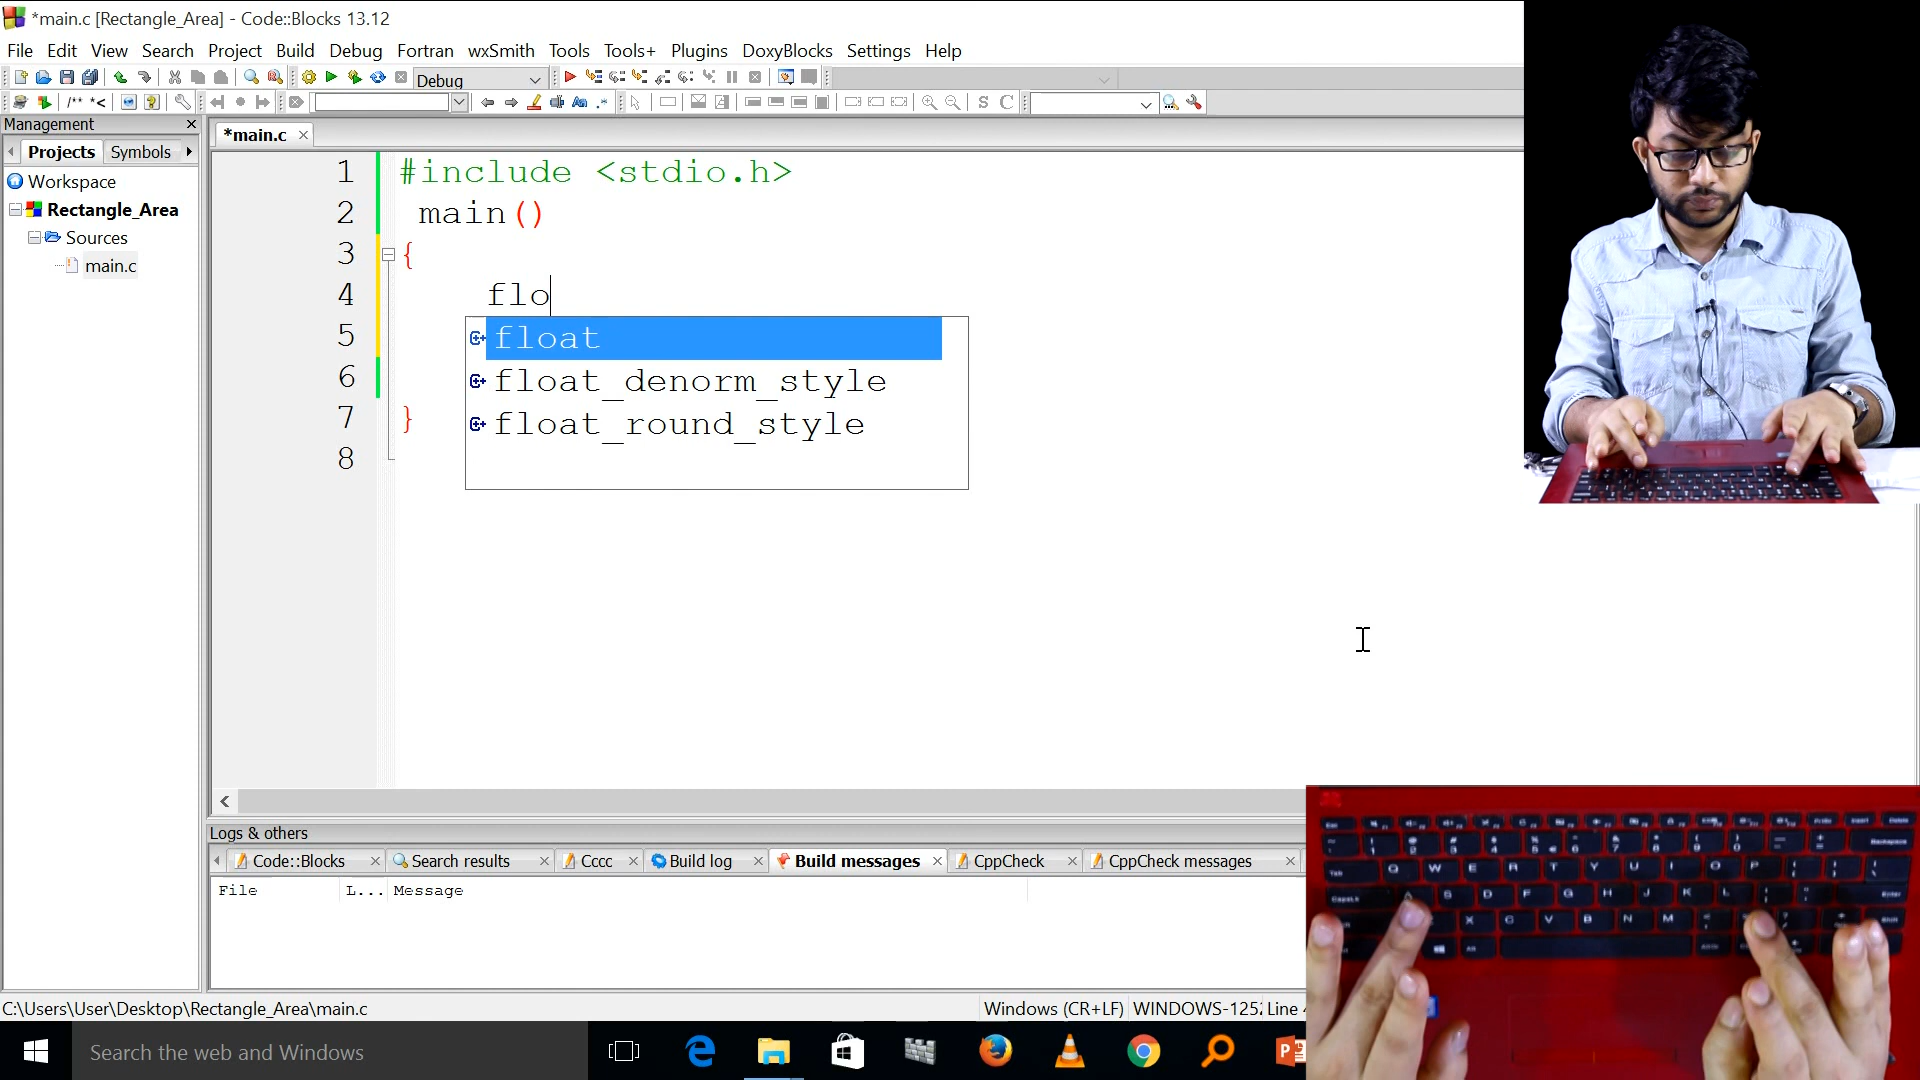 *main.c [Rectangle_Area] - Code::Blocks 13.12
File Edit View Search Project Build Debug Fortran wxSmith Tools Tools+ Plugins DoxyBlocks Settings Help
Debug
/** *<
S C
Management
Projects Symbols
*main.c
Workspace
Rectangle_Area
Sources
main.c
1 #include <stdio.h>
2 main()
3 {
4 flo
5 float
6 float_denorm_style
7 } float_round_style
8
Logs & others
Code::Blocks Search results Cccc Build log Build messages CppCheck CppCheck messages
File L... Message
C:\Users\User\Desktop\Rectangle_Area\main.c Windows (CR+LF) WINDOWS-125 Line
Search the web and Windows
Q W E R T Y U I O P
A S D F G H J K L
X C V B N M